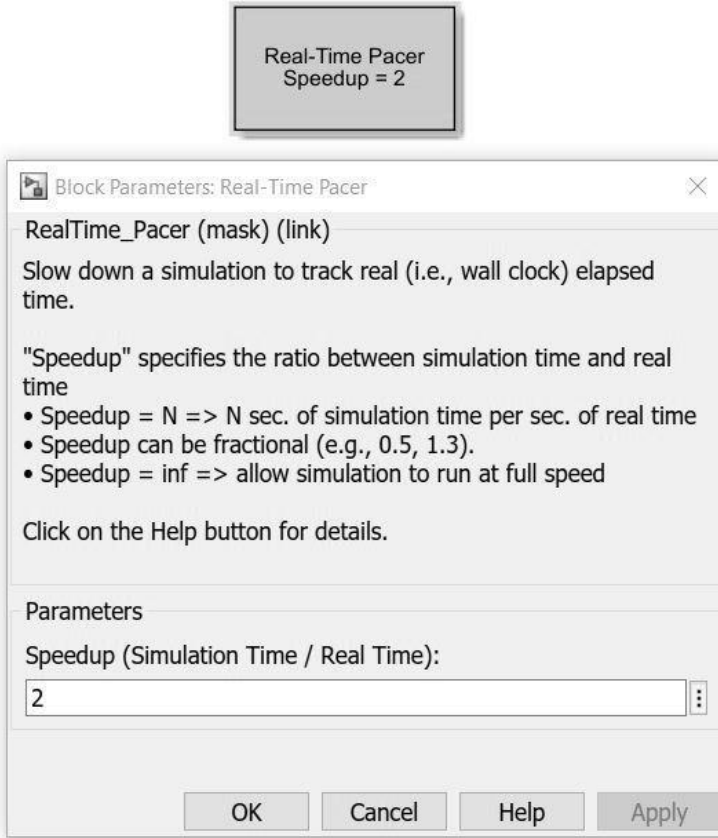 Real-Time Pacer
Speedup = 2
Block Parameters: Real-Time Pacer
RealTime_Pacer (mask) (link)
Slow down a simulation to track real (i.e., wall clock) elapsed
time.
"Speedup" specifies the ratio between simulation time and real
time
• Speedup = N => N sec. of simulation time per sec. of real time
• Speedup can be fractional (e.g., 0.5, 1.3).
• Speedup = inf => allow simulation to run at full speed
Click on the Help button for details.
Parameters
Speedup (Simulation Time / Real Time):
2
OK Cancel Help Apply